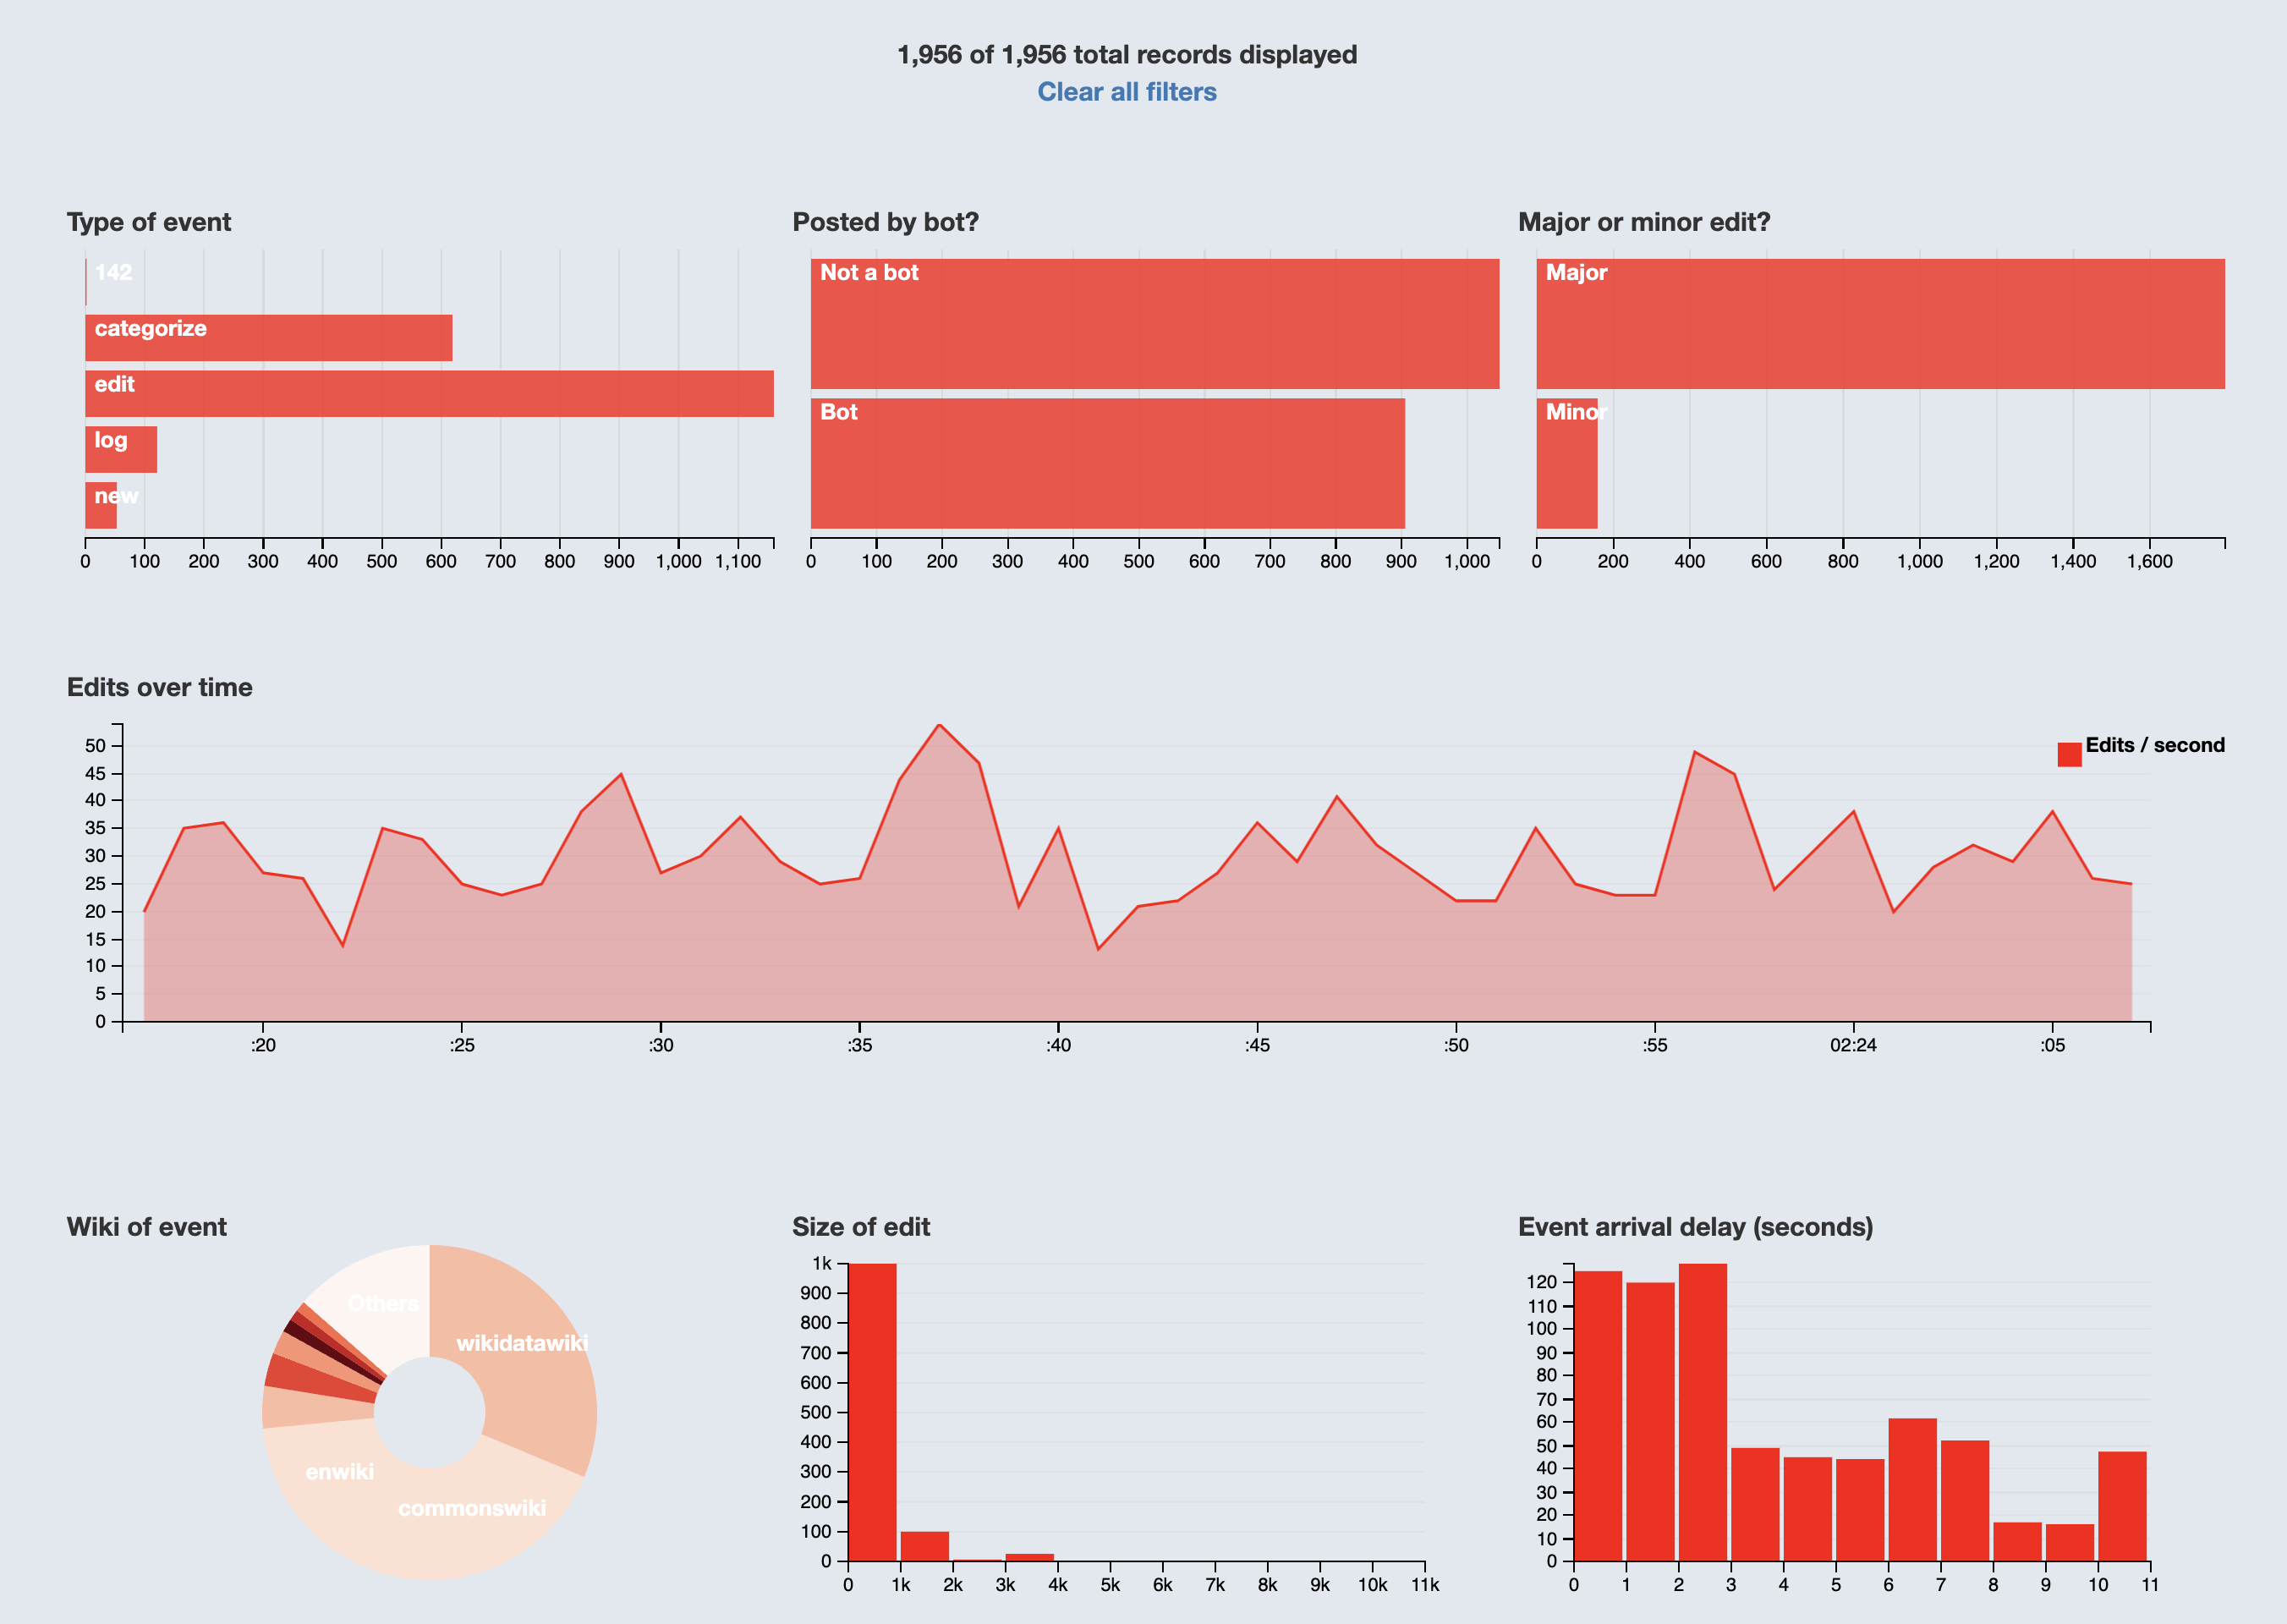 1,956 of 1,956 total records displayed
Clear all filters
Type of event
142
categorize
edit
log
new
0 100 200 300 400 500 600 700 800 900 1,000 1,100
Posted by bot?
Not a bot
Bot
0 100 200 300 400 500 600 700 800 900 1,000
Major or minor edit?
Major
Minor
0 200 400 600 800 1,000 1,200 1,400 1,600
Edits over time
Edits / second
50
45
40
35
30
25
20
15
10
5
0
:20 :25 :30 :35 :40 :45 :50 :55 02:24 :05
Wiki of event
Others
wikidatawiki
enwiki
commonswiki
Size of edit
1k
900
800
700
600
500
400
300
200
100
0
0 1k 2k 3k 4k 5k 6k 7k 8k 9k 10k 11k
Event arrival delay (seconds)
120
110
100
90
80
70
60
50
40
30
20
10
0
0 1 2 3 4 5 6 7 8 9 10 11